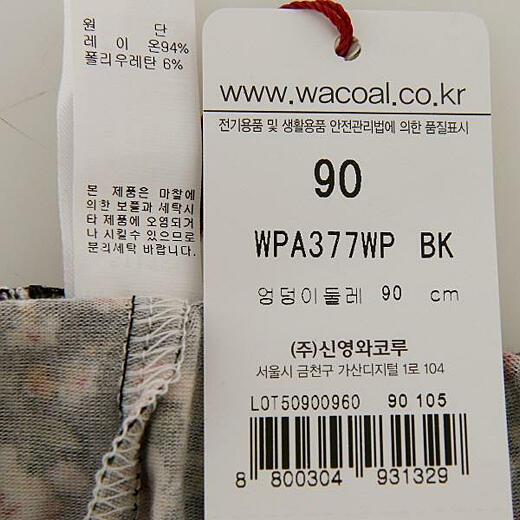 원 단
레 이 온94%
폴리우레탄 6%
본 제품은 마찰에
의한 보풀과 세탁시
타 제품에 오염되거
나 시킬수 있으므로
분리세탁 바랍니다.
www.wacoal.co.kr
전기용품 및 생활용품 안전관리법에 의한 품질표시
90
WPA377WP BK
엉덩이둘레 90 cm
(주)신영와코루
서울시 금천구 가산디지털 1로 104
LOT50900960 90 105
8 800304 931329